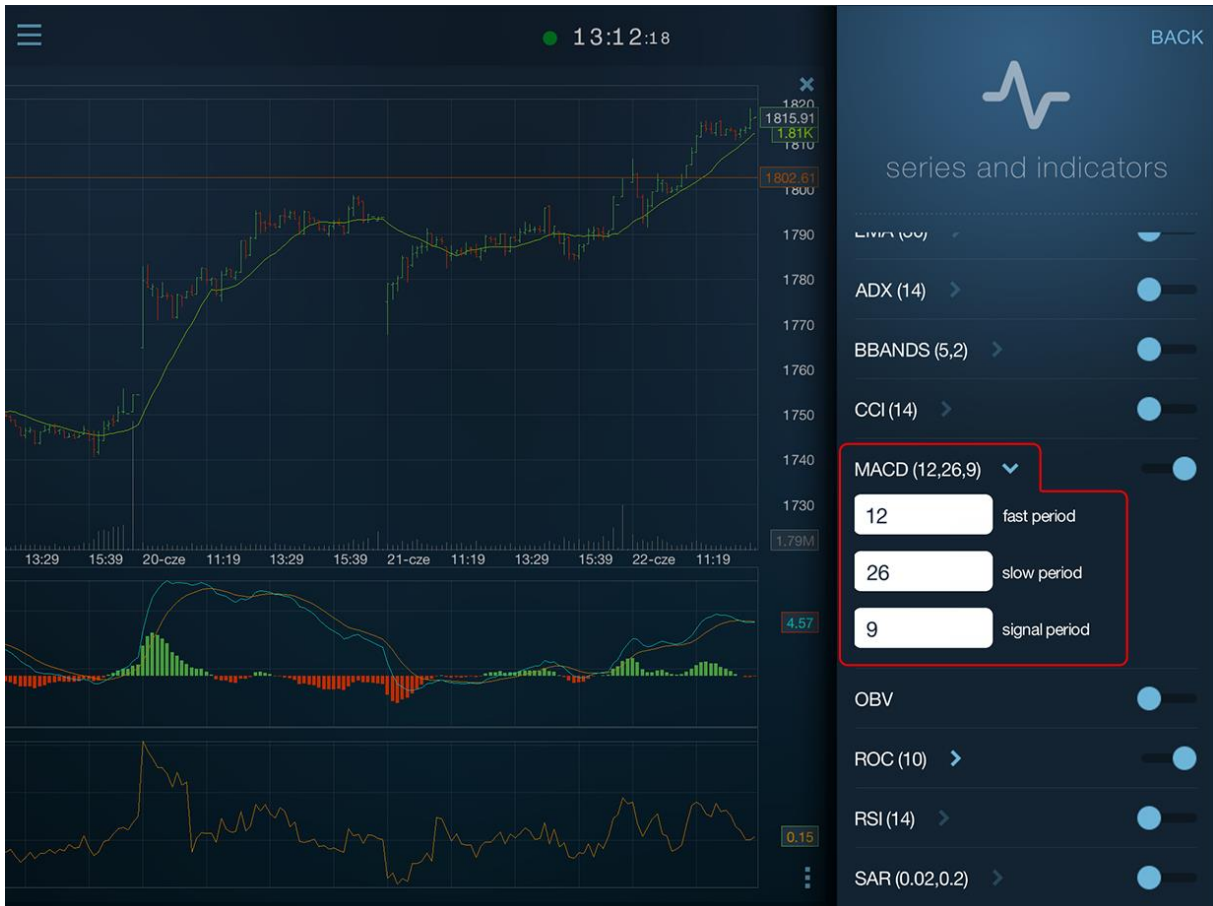 13:12:18
BACK
series and indicators
1820
1815.91
1.81K
1810
1802.61
1800
1790
1780
1770
1760
1750
1740
1730
1.79M
13:29 15:39 20-cze 11:19 13:29 15:39 21-cze 11:19 13:29 15:39 22-cze 11:19
4.57
0.15
ADX (14)
BBANDS (5,2)
CCI (14)
MACD (12,26,9)
12 fast period
26 slow period
9 signal period
OBV
ROC (10)
RSI (14)
SAR (0.02,0.2)